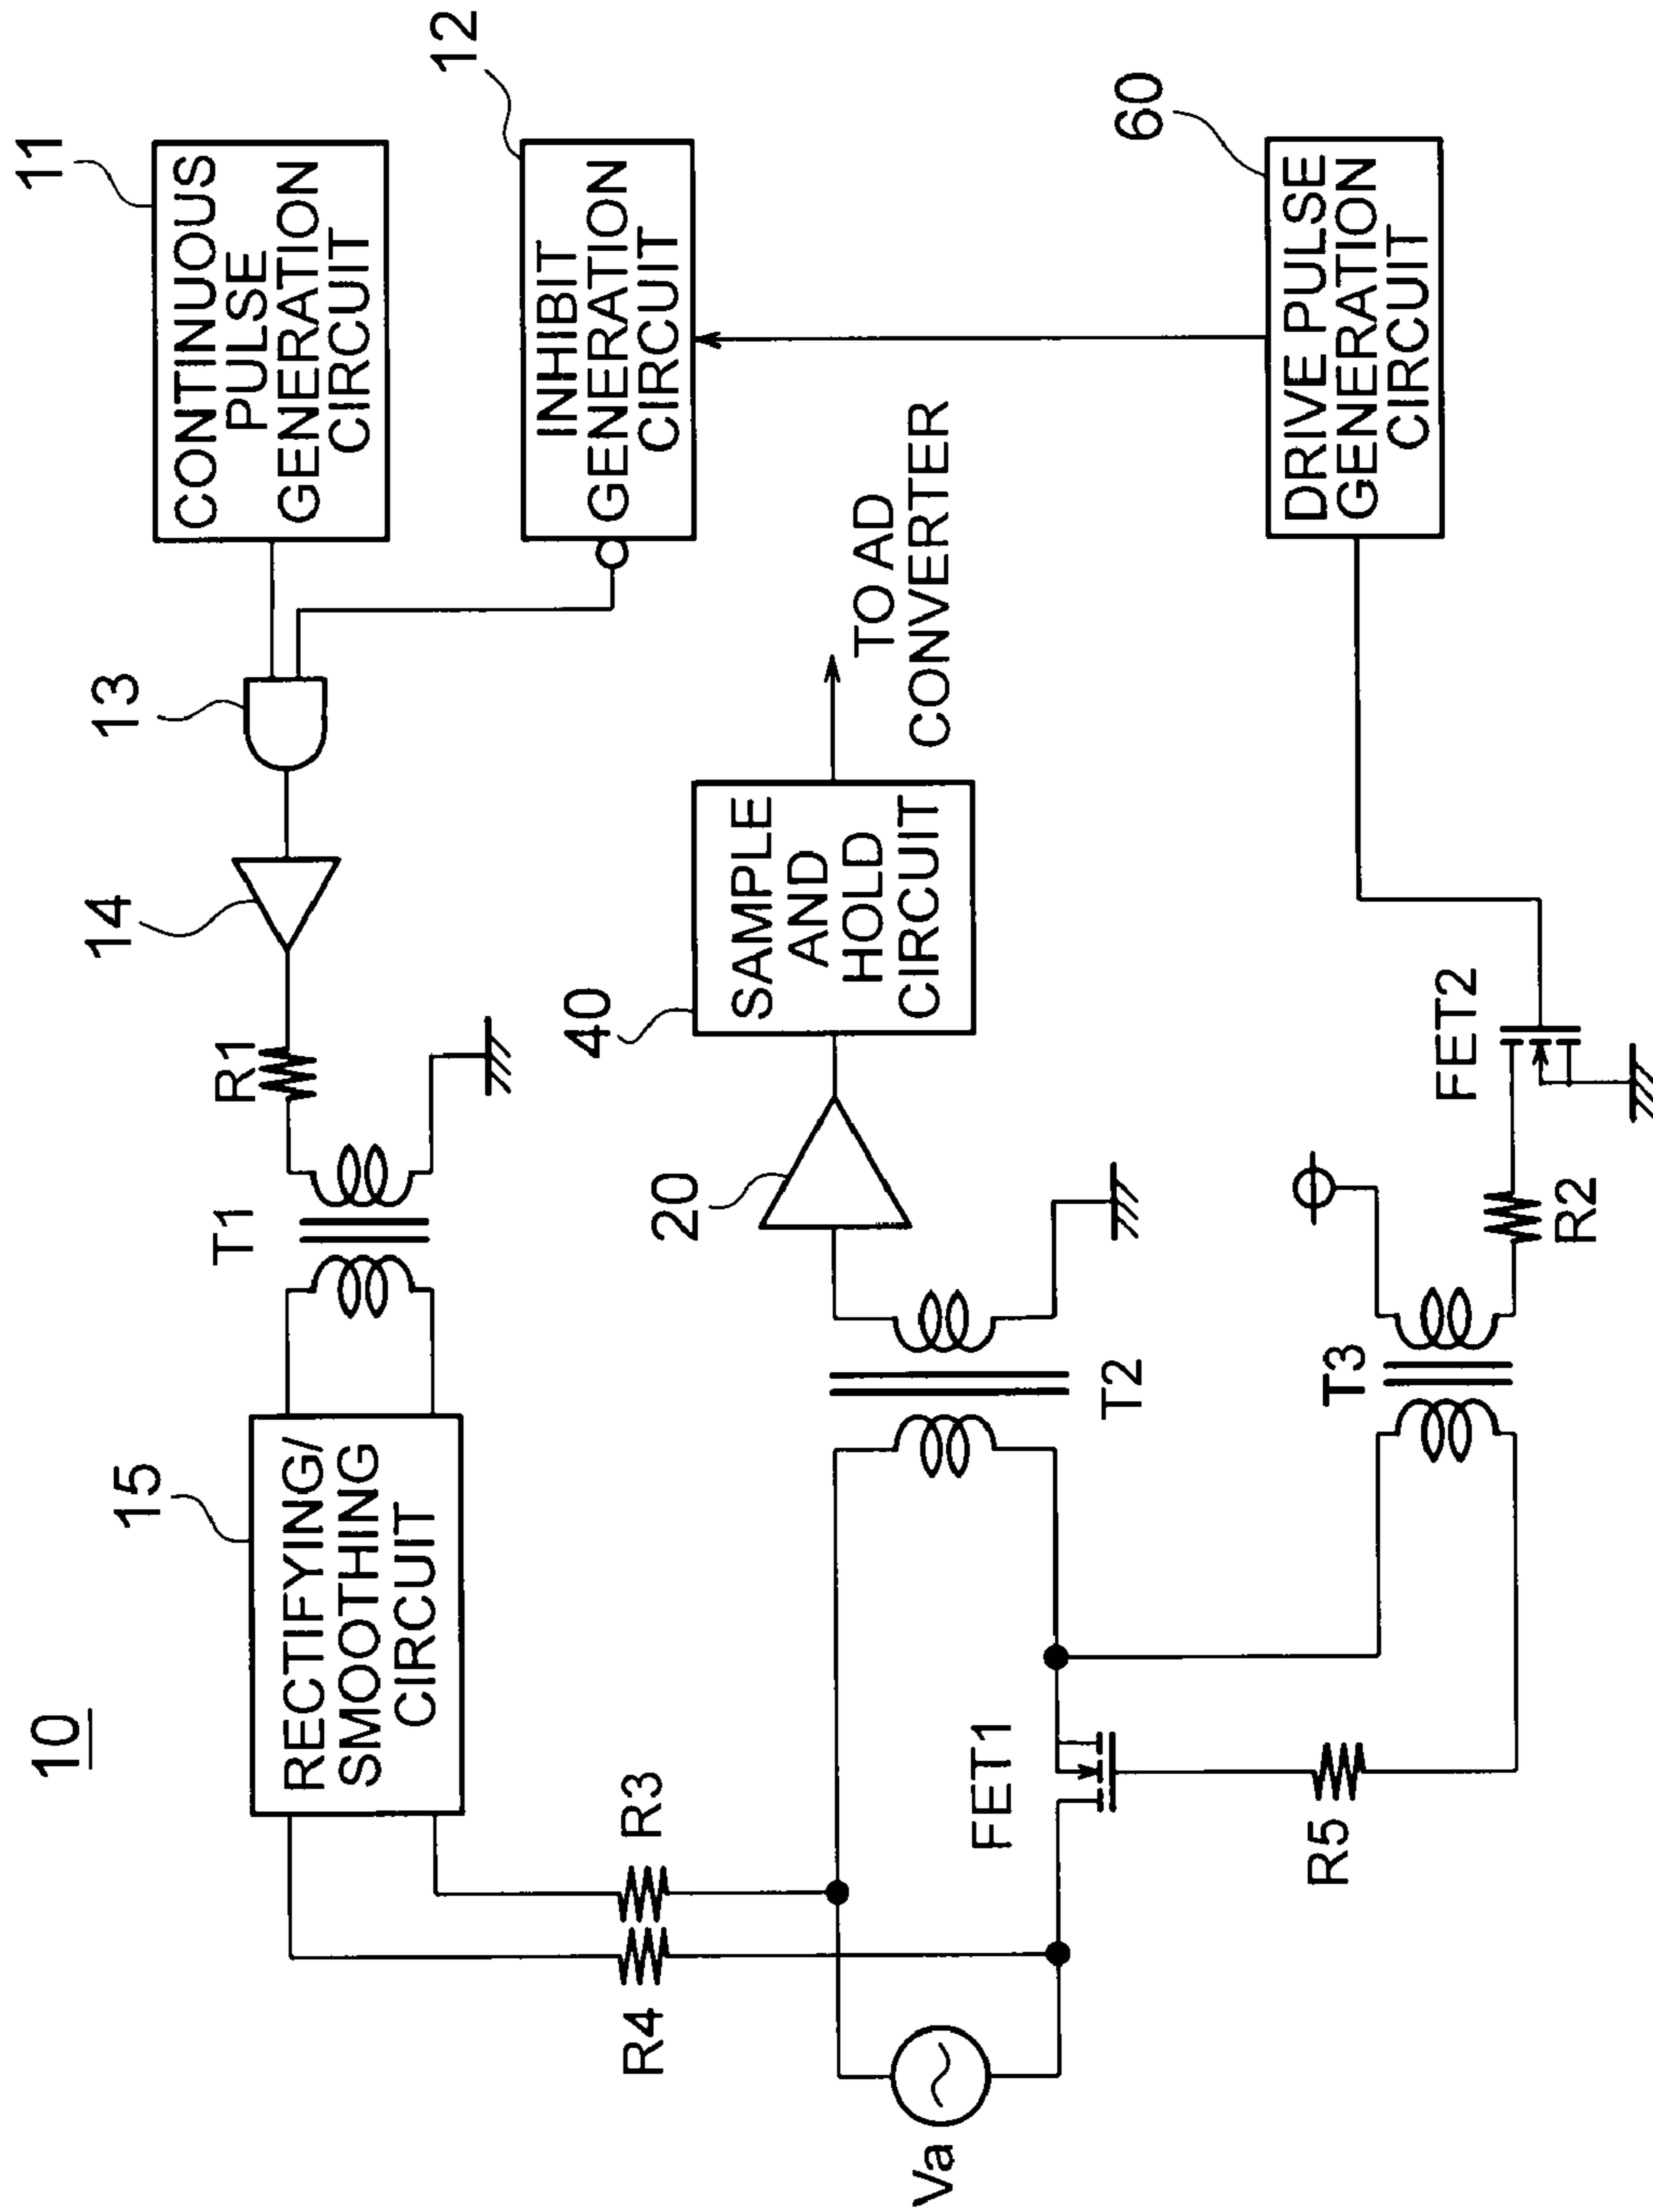 10
15
RECTIFYING/
SMOOTHING
CIRCUIT
T1
R1
14
13
11
CONTINUOUS
PULSE
GENERATION
CIRCUIT
12
INHIBIT
GENERATION
CIRCUIT
R4
R3
20
40
SAMPLE
AND
HOLD
CIRCUIT
TO AD
CONVERTER
Va
FET1
T2
R5
T3
R2
FET2
60
DRIVE PULSE
GENERATION
CIRCUIT